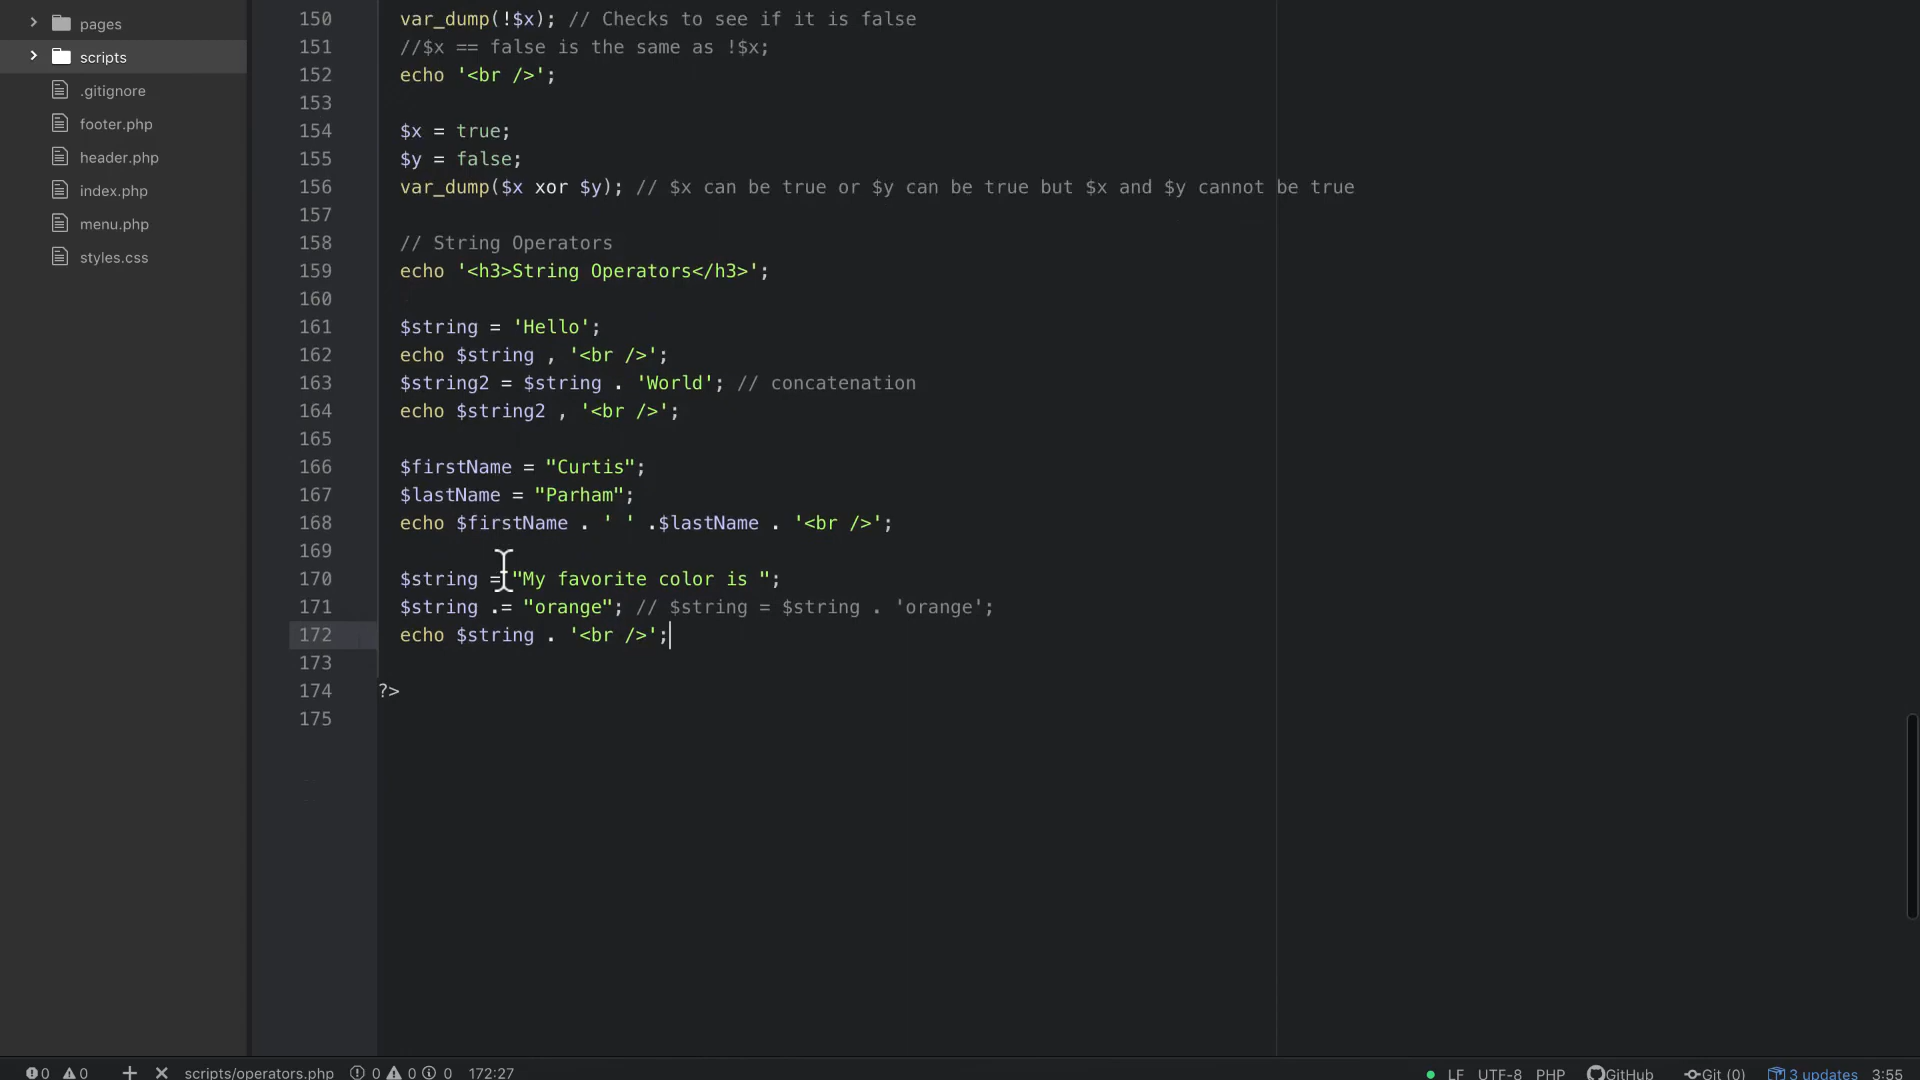 pages
scripts
.gitignore
footer.php
header.php
index.php
menu.php
styles.css
150 var_dump(!$x); // Checks to see if it is false
151 //$x == false is the same as !$x;
152 echo '<br />';
153
154 $x = true;
155 $y = false;
156 var_dump($x xor $y); // $x can be true or $y can be true but $x and $y cannot be true
157
158 // String Operators
159 echo '<h3>String Operators</h3>';
160
161 $string = 'Hello';
162 echo $string , '<br />';
163 $string2 = $string . 'World'; // concatenation
164 echo $string2 , '<br />';
165
166 $firstName = "Curtis";
167 $lastName = "Parham";
168 echo $firstName . ' ' .$lastName . '<br />';
169
170 $string = "My favorite color is ";
171 $string .= "orange"; // $string = $string . 'orange';
172 echo $string . '<br />';
173
174 ?>
175
0 0 scripts/operators.php 0 0 0 172:27 LF UTF-8 PHP GitHub Git (0) 3 updates 3:55